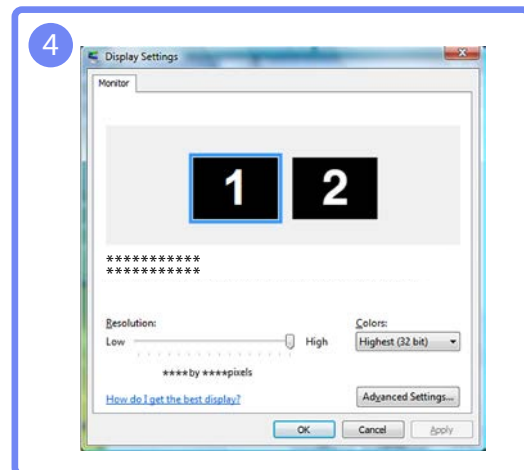 4
Display Settings
Monitor
1 2
***********
***********
Resolution:
Colors:
Low High Highest (32 bit)
****by ****pixels
How do I get the best display?
Advanced Settings...
OK Cancel Apply